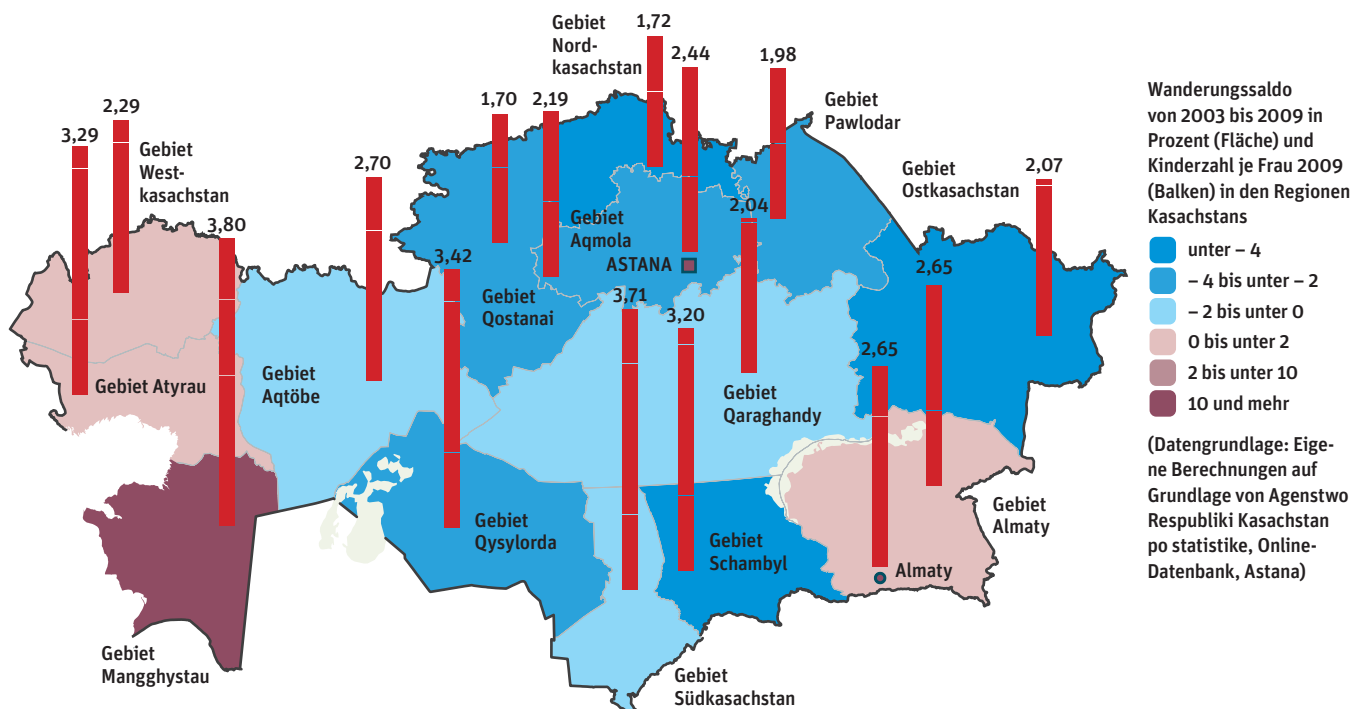 Gebiet
Nord-
kasachstan
1,72
2,44
1,98
Gebiet
Pawlodar
1,70
2,19
2,29
3,29
Gebiet
West-
kasachstan
2,70
Gebiet
Ostkasachstan
2,07
3,80
3,42
Gebiet
Aqmola
ASTANA
2,04
2,65
Gebiet
Qostanai
3,71
3,20
2,65
Gebiet Atyrau
Gebiet
Aqtöbe
Gebiet
Qaraghandy
Gebiet
Qysylorda
Gebiet
Schambyl
Gebiet
Almaty
Almaty
Gebiet
Mangghystau
Gebiet
Südkasachstan
Wanderungssaldo
von 2003 bis 2009 in
Prozent (Fläche) und
Kinderzahl je Frau 2009
(Balken) in den Regionen
Kasachstans
unter – 4
– 4 bis unter – 2
– 2 bis unter 0
0 bis unter 2
2 bis unter 10
10 und mehr
(Datengrundlage: Eige-
ne Berechnungen auf
Grundlage von Agenstwo
Respubliki Kasachstan
po statistike, Online-
Datenbank, Astana)